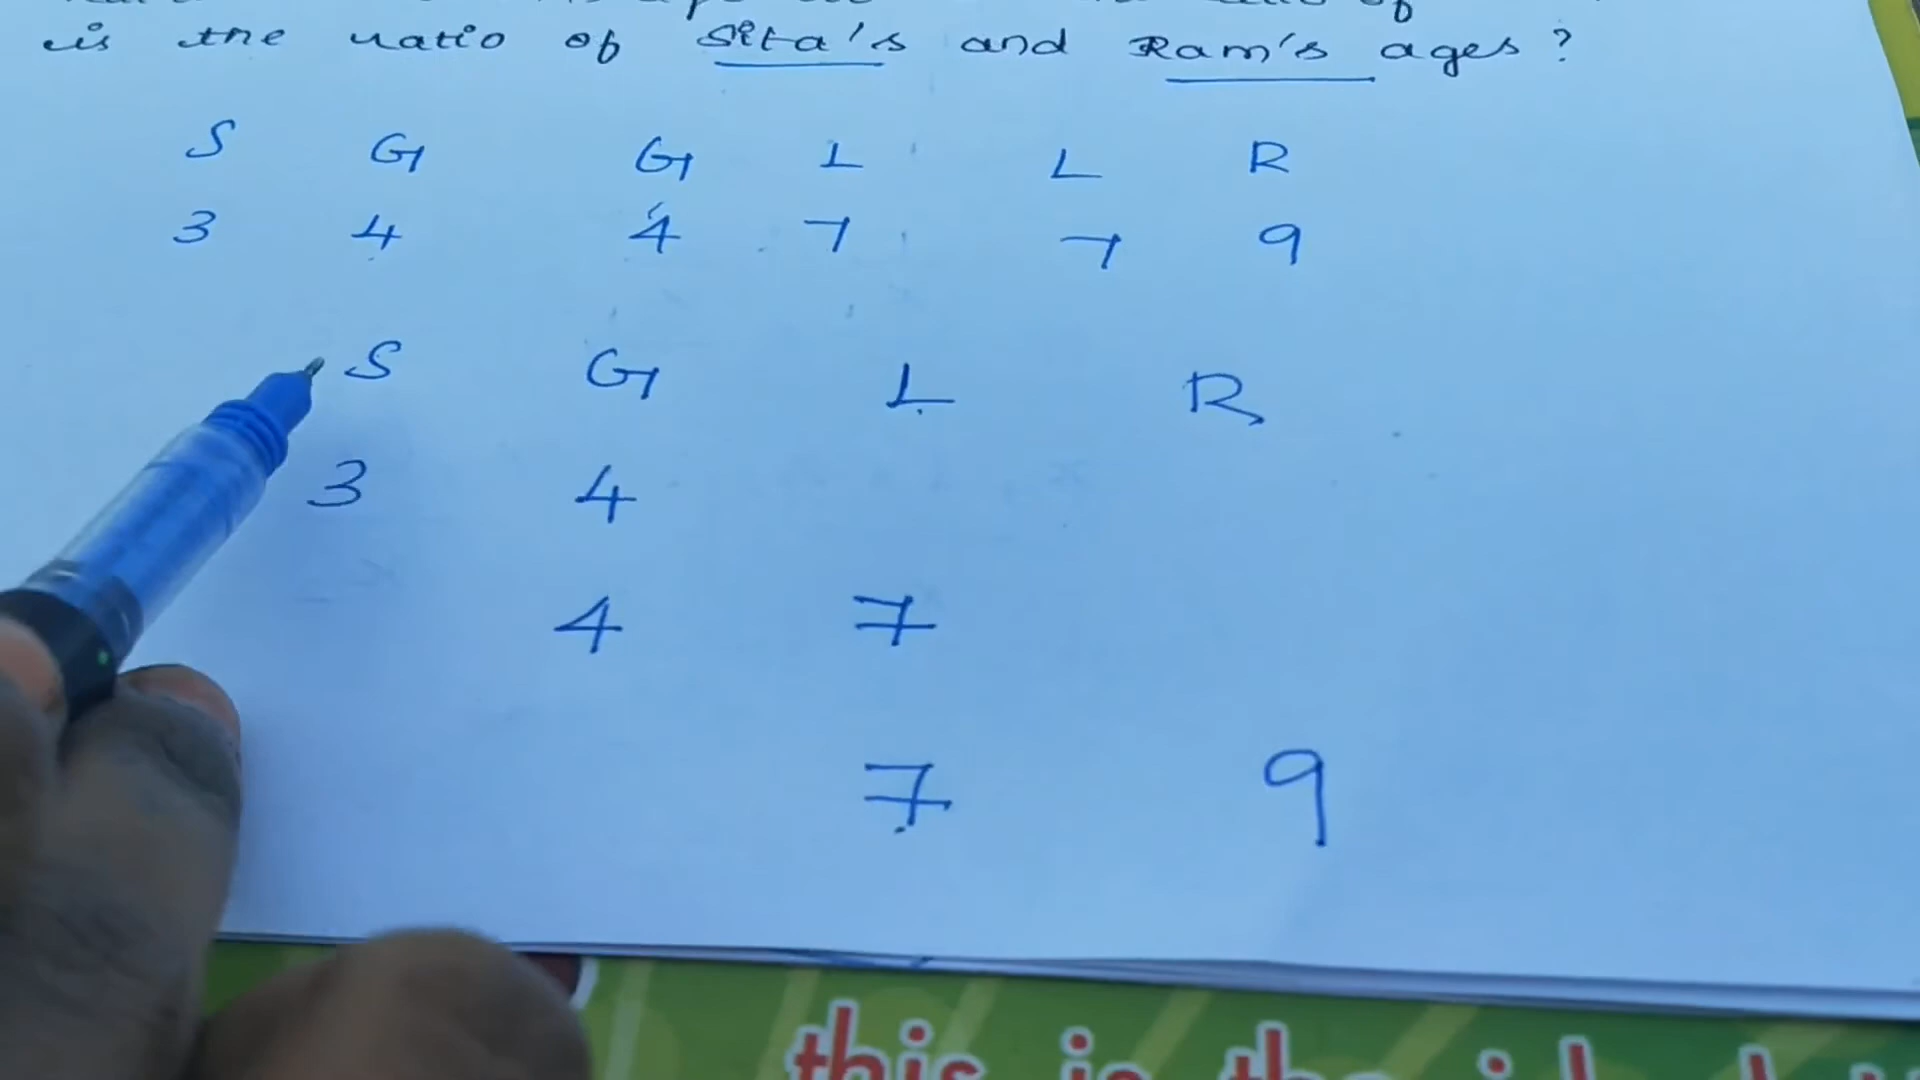 is the ratio of Sita's and Ram's ages?
S G G L L R
3 4 4 7 7 9
S G L R
3 4
4 7
7 9
this is the